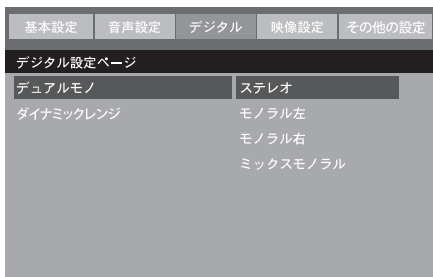 基本設定 音声設定 デジタル 映像設定 その他の設定
デジタル設定ページ
デュアルモノ ステレオ
ダイナミックレンジ モノラル左
モノラル右
ミックスモノラル